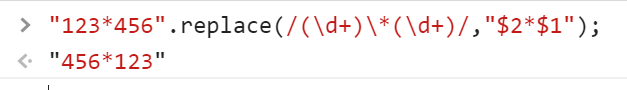 > "123*456".replace(/(\d+)\*(\d+)/,"$2*$1");
<· "456*123"